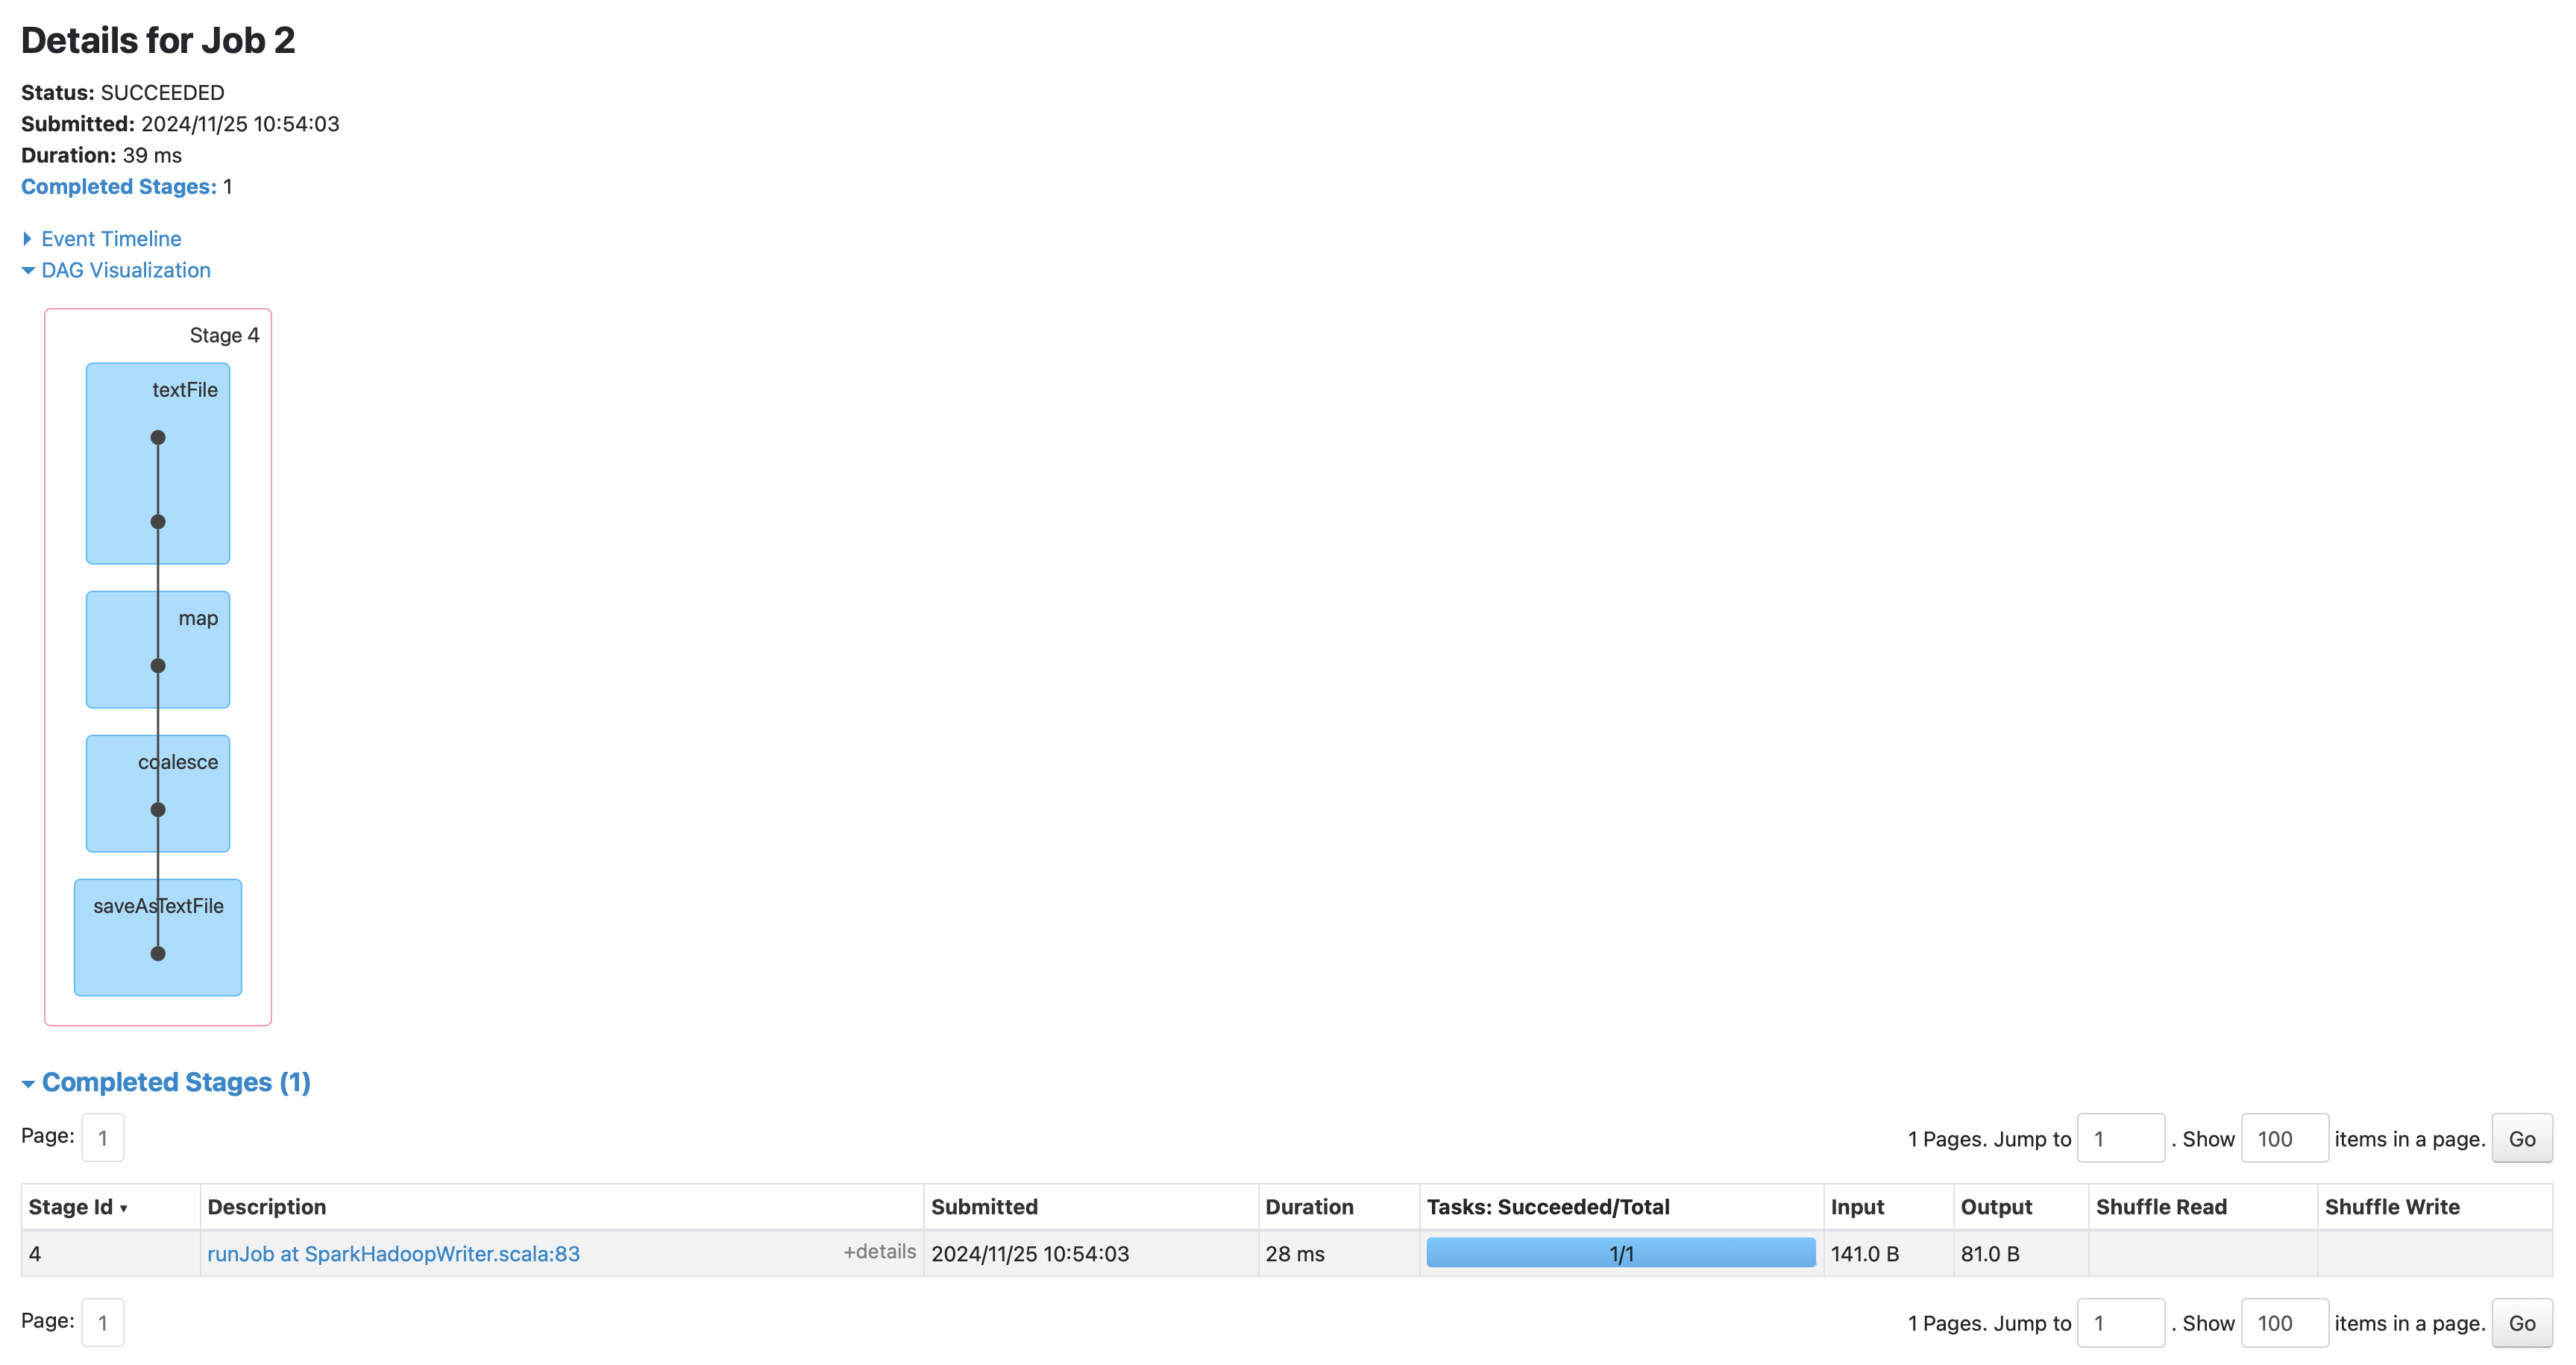 Details for Job 2
Status: SUCCEEDED
Submitted: 2024/11/25 10:54:03
Duration: 39 ms
Completed Stages: 1
Event Timeline
DAG Visualization
Stage 4
textFile
map
coalesce
saveAsTextFile
Completed Stages (1)
Page: 1 1 Pages. Jump to 1 . Show 100 items in a page. Go
Stage Id ▾ Description Submitted Duration Tasks: Succeeded/Total Input Output Shuffle Read Shuffle Write
4 runJob at SparkHadoopWriter.scala:83 +details 2024/11/25 10:54:03 28 ms 1/1 141.0 B 81.0 B
Page: 1 1 Pages. Jump to 1 . Show 100 items in a page. Go